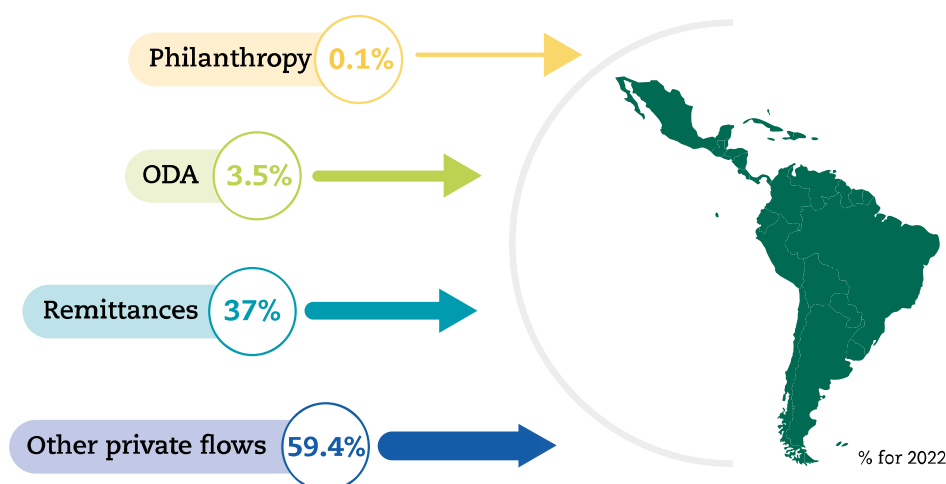 Philanthropy 0.1%
ODA 3.5%
Remittances 37%
Other private flows 59.4%
% for 2022